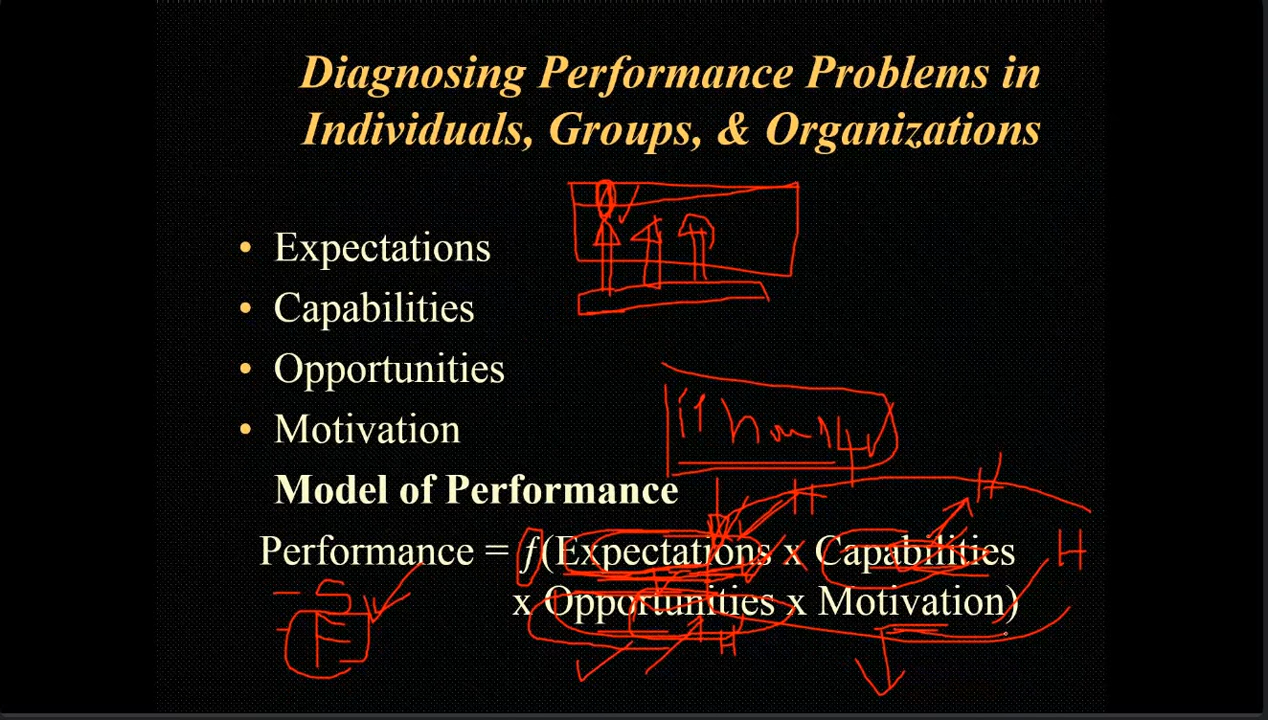 Diagnosing Performance Problems in
Individuals, Groups, & Organizations
• Expectations
• Capabilities
• Opportunities
• Motivation
Model of Performance
H H
Performance = f(Expectations x Capabilities H
x Opportunities x Motivation)
S
F
H